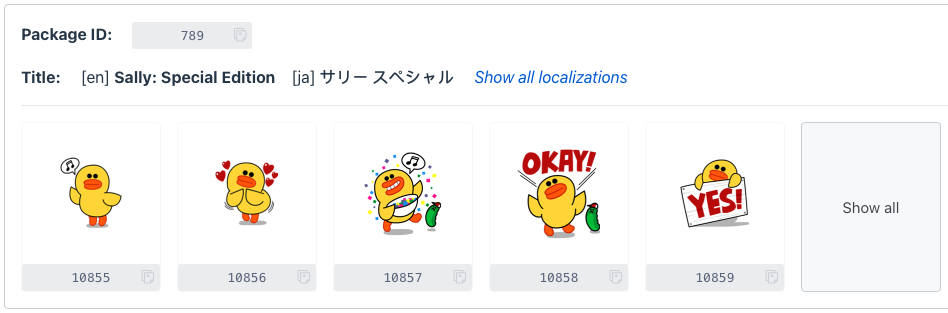 Package ID: 789
Title: [en] Sally: Special Edition [ja] サリー スペシャル Show all localizations
OKAY!
YES!
Show all
10855 10856 10857 10858 10859